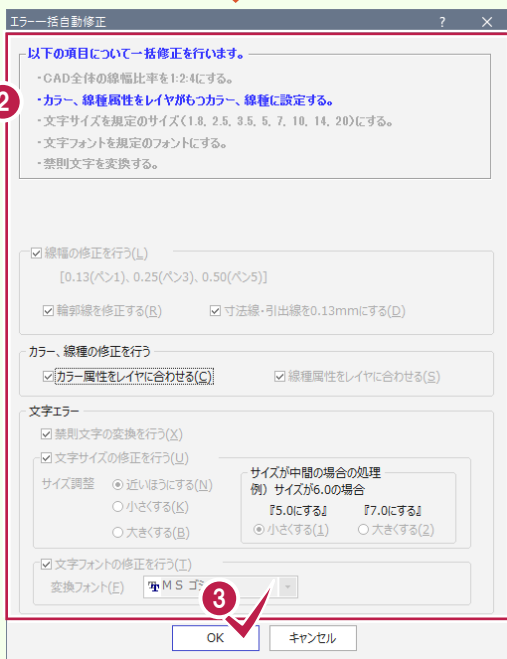 エラー一括自動修正 ? ×
以下の項目について一括修正を行います。
・CAD全体の線幅比率を1:2:4にする。
2
・カラー、線種属性をレイヤがもつカラー、線種に設定する。
・文字サイズを規定のサイズ(1.8, 2.5, 3.5, 5, 7, 10, 14, 20)にする。
・文字フォントを規定のフォントにする。
・禁則文字を変換する。
線幅の修正を行う(L)
[0.13(ペン1)、0.25(ペン3)、0.50(ペン5)]
輪郭線を修正する(R) 寸法線・引出線を0.13mmにする(D)
カラー、線種の修正を行う
カラー属性をレイヤに合わせる(C) 線種属性をレイヤに合わせる(S)
文字エラー
禁則文字の変換を行う(X)
文字サイズの修正を行う(U)
サイズ調整 近いほうにする(N)
小さくする(K)
大きくする(B)
サイズが中間の場合の処理
例) サイズが6.0の場合
『5.0にする』 『7.0にする』
小さくする(1) 大きくする(2)
文字フォントの修正を行う(T)
変換フォント(F) MS ゴシ
3
OK キャンセル